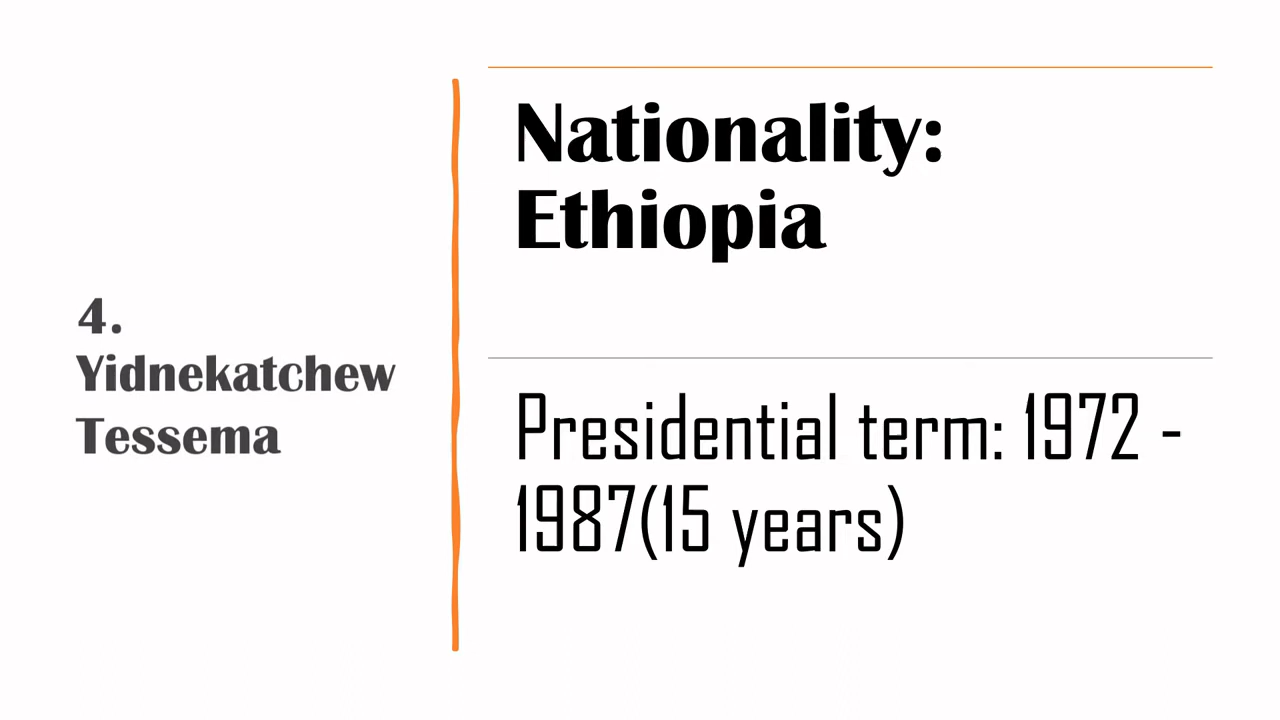 4.
Yidnekatchew
Tessema
Nationality:
Ethiopia
Presidential term: 1972 -
1987(15 years)